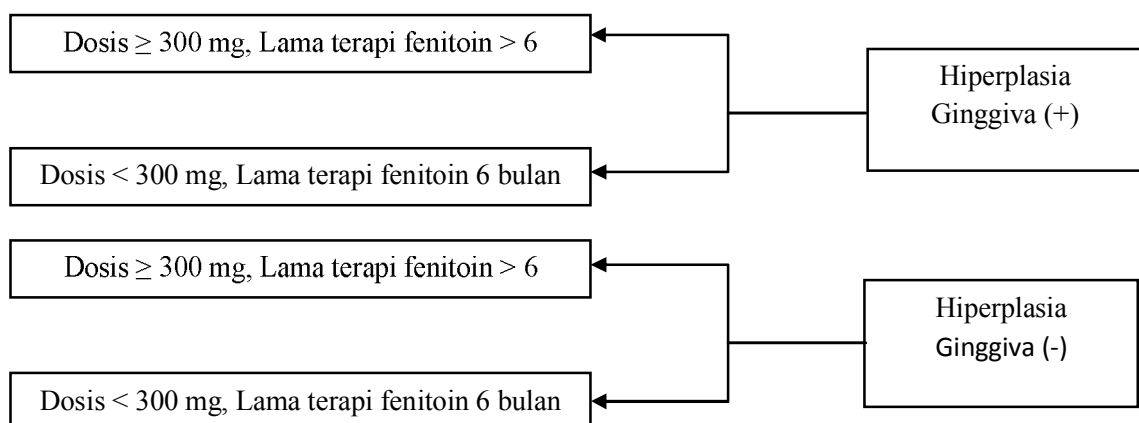 Dosis ≥ 300 mg, Lama terapi fenitoin > 6
Dosis < 300 mg, Lama terapi fenitoin 6 bulan
Hiperplasia
Ginggiva (+)
Dosis ≥ 300 mg, Lama terapi fenitoin > 6
Dosis < 300 mg, Lama terapi fenitoin 6 bulan
Hiperplasia
Ginggiva (-)